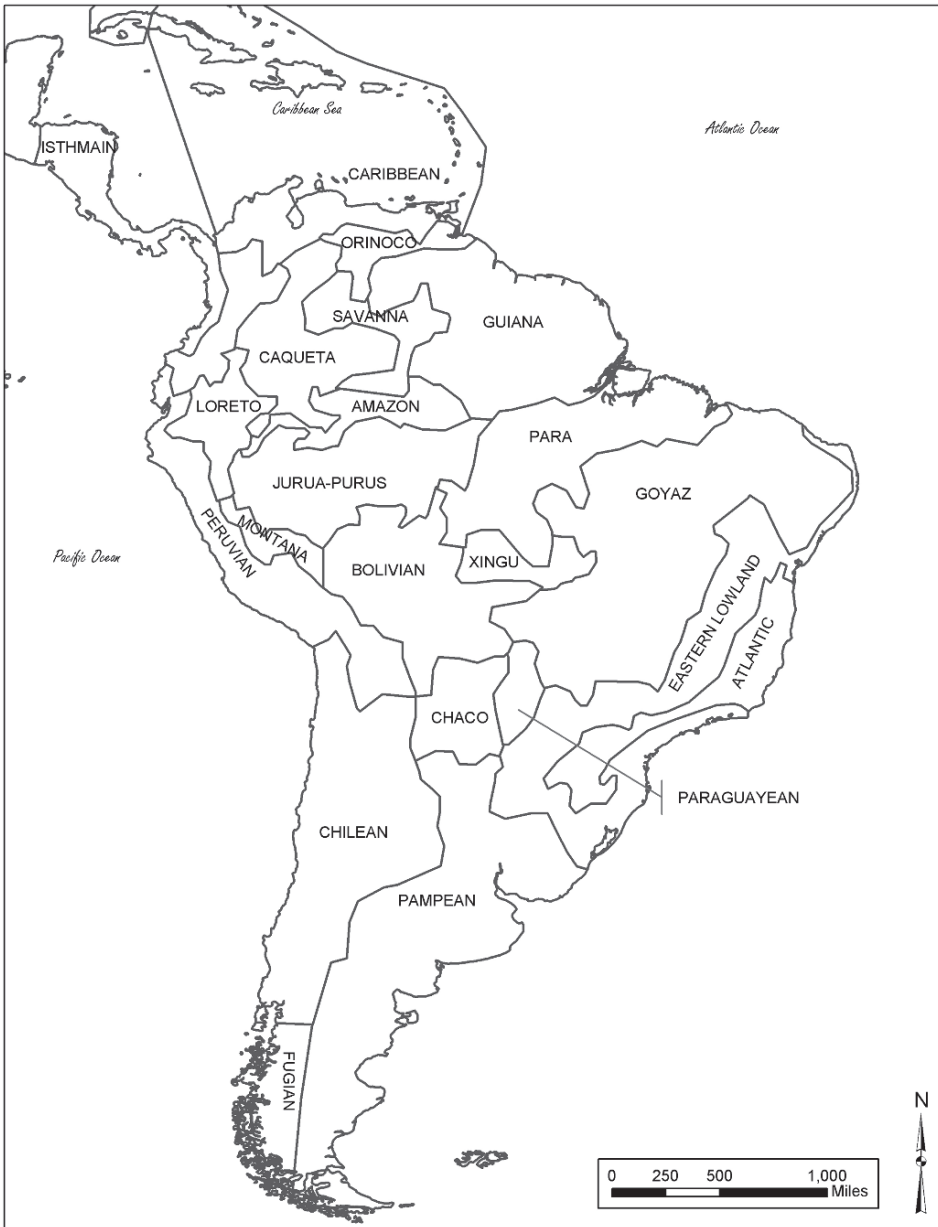 Caribbean Sea
Atlantic Ocean
ISTHMAIN
CARIBBEAN
ORINOCO
SAVANNA
GUIANA
CAQUETA
LORETO
AMAZON
PARA
JURUA-PURUS
GOYAZ
MONTANA
PERUVIAN
Pacific Ocean
BOLIVIAN
XINGU
EASTERN LOWLAND
ATLANTIC
CHACO
PARAGUAYEAN
CHILEAN
PAMPEAN
FUGIAN
N
0 250 500 1,000
Miles